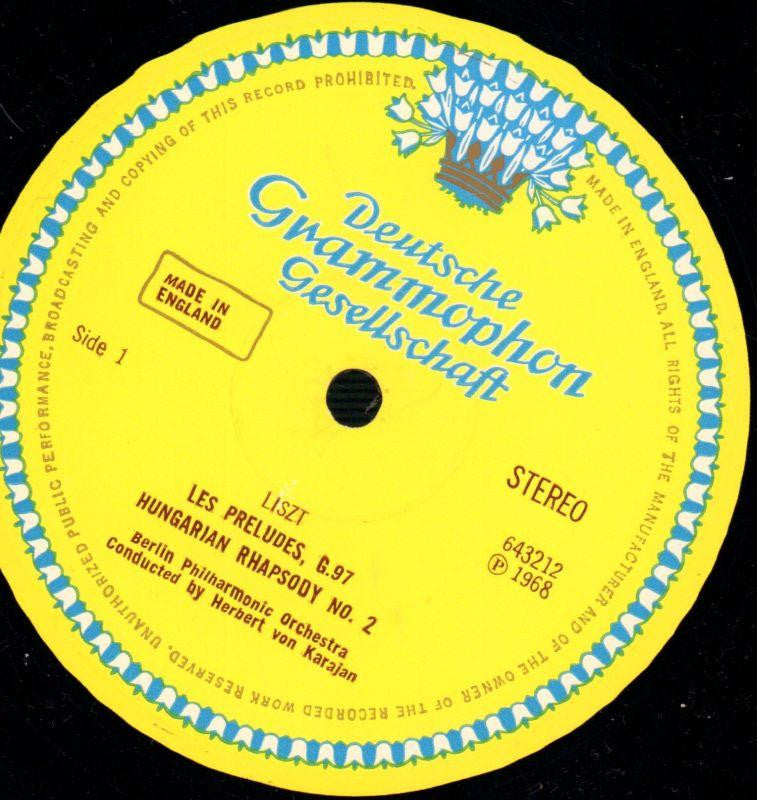 Deutsche
Grammophon
Gesellschaft
MADE IN
ENGLAND
Side 1
STEREO
643212
℗ 1968
LISZT
LES PRELUDES, G.97
HUNGARIAN RHAPSODY NO. 2
Berlin Philharmonic Orchestra
Conducted by Herbert von Karajan
MADE IN ENGLAND. ALL RIGHTS OF THE MANUFACTURER AND OF THE OWNER OF THE RECORDED WORK RESERVED. UNAUTHORIZED PUBLIC PERFORMANCE, BROADCASTING AND COPYING OF THIS RECORD PROHIBITED.